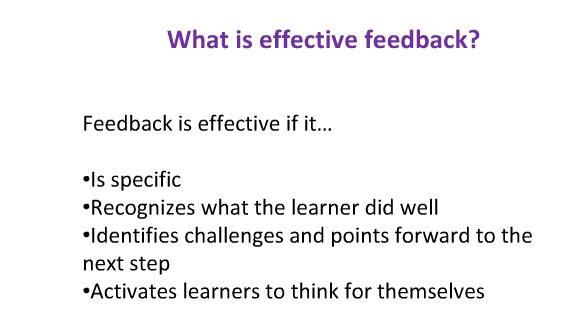 What is effective feedback?
Feedback is effective if it…
•Is specific
•Recognizes what the learner did well
•Identifies challenges and points forward to the
next step
•Activates learners to think for themselves